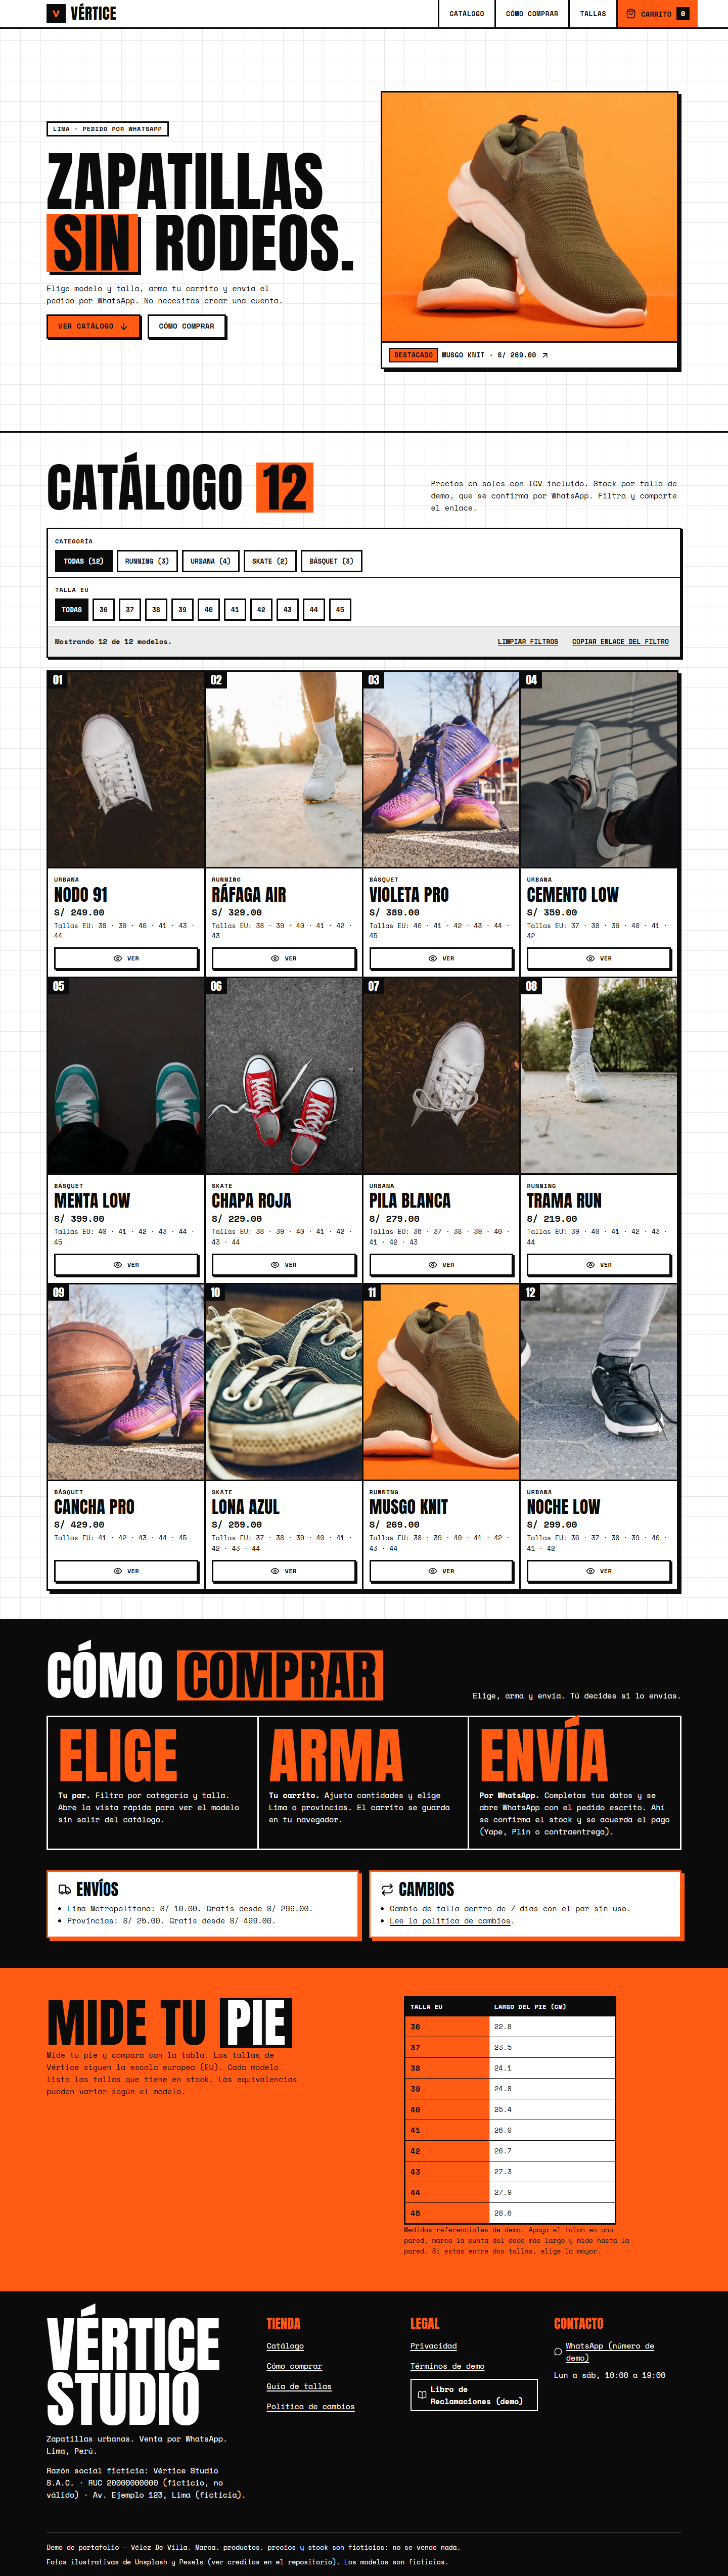 V VÉRTICE
CATÁLOGO
CÓMO COMPRAR
TALLAS
CARRITO 0
LIMA · PEDIDO POR WHATSAPP
ZAPATILLAS
SIN RODEOS.
Elige modelo y talla, arma tu carrito y envía el
pedido por WhatsApp. No necesitas crear una cuenta.
VER CATÁLOGO
CÓMO COMPRAR
DESTACADO MUSGO KNIT · S/ 269.00
CATÁLOGO 12
Precios en soles con IGV incluido. Stock por talla de
demo, que se confirma por WhatsApp. Filtra y comparte
el enlace.
CATEGORÍA
TODAS (12) RUNNING (3) URBANA (4) SKATE (2) BÁSQUET (3)
TALLA EU
TODAS 36 37 38 39 40 41 42 43 44 45
Mostrando 12 de 12 modelos.
LIMPIAR FILTROS COPIAR ENLACE DEL FILTRO
01
URBANA
NODO 91
S/ 249.00
Tallas EU: 38 · 39 · 40 · 41 · 43 ·
44
VER
02
RUNNING
RÁFAGA AIR
S/ 329.00
Tallas EU: 38 · 39 · 40 · 41 · 42 ·
43
VER
03
BÁSQUET
VIOLETA PRO
S/ 389.00
Tallas EU: 40 · 41 · 42 · 43 · 44 ·
45
VER
04
URBANA
CEMENTO LOW
S/ 359.00
Tallas EU: 37 · 38 · 39 · 40 · 41 ·
42
VER
05
BÁSQUET
MENTA LOW
S/ 399.00
Tallas EU: 40 · 41 · 42 · 43 · 44 ·
45
VER
06
SKATE
CHAPA ROJA
S/ 229.00
Tallas EU: 38 · 39 · 40 · 41 · 42 ·
43 · 44
VER
07
URBANA
PILA BLANCA
S/ 279.00
Tallas EU: 36 · 37 · 38 · 39 · 40 ·
41 · 42 · 43
VER
08
RUNNING
TRAMA RUN
S/ 219.00
Tallas EU: 39 · 40 · 41 · 42 · 43 ·
44
VER
09
BÁSQUET
CANCHA PRO
S/ 429.00
Tallas EU: 41 · 42 · 43 · 44 · 45
VER
10
SKATE
LONA AZUL
S/ 259.00
Tallas EU: 37 · 38 · 39 · 40 · 41 ·
42 · 43 · 44
VER
11
RUNNING
MUSGO KNIT
S/ 269.00
Tallas EU: 38 · 39 · 40 · 41 · 42 ·
43 · 44
VER
12
URBANA
NOCHE LOW
S/ 299.00
Tallas EU: 36 · 37 · 38 · 39 · 40 ·
41 · 42
VER
CÓMO COMPRAR
Elige, arma y envía. Tú decides si lo envías.
ELIGE
Tu par. Filtra por categoría y talla.
Abre la vista rápida para ver el modelo
sin salir del catálogo.
ARMA
Tu carrito. Ajusta cantidades y elige
Lima o provincias. El carrito se guarda
en tu navegador.
ENVÍA
Por WhatsApp. Completas tus datos y se
abre WhatsApp con el pedido escrito. Ahí
se confirma el stock y se acuerda el pago
(Yape, Plin o contraentrega).
ENVÍOS
• Lima Metropolitana: S/ 10.00. Gratis desde S/ 299.00.
• Provincias: S/ 25.00. Gratis desde S/ 499.00.
CAMBIOS
• Cambio de talla dentro de 7 días con el par sin uso.
• Lee la política de cambios.
MIDE TU PIE
Mide tu pie y compara con la tabla. Las tallas de
Vértice siguen la escala europea (EU). Cada modelo
lista las tallas que tiene en stock. Las equivalencias
pueden variar según el modelo.
TALLA EU LARGO DEL PIE (CM)
36 22.8
37 23.5
38 24.1
39 24.8
40 25.4
41 26.0
42 26.7
43 27.3
44 27.9
45 28.6
Medidas referenciales de demo. Apoya el talón en una
pared, marca la punta del dedo más largo y mide hasta la
pared. Si estás entre dos tallas, elige la mayor.
VÉRTICE
STUDIO
Zapatillas urbanas. Venta por WhatsApp.
Lima, Perú.
Razón social ficticia: Vértice Studio
S.A.C. · RUC 20000000000 (ficticio, no
válido) · Av. Ejemplo 123, Lima (ficticia).
TIENDA
Catálogo
Cómo comprar
Guía de tallas
Política de cambios
LEGAL
Privacidad
Términos de demo
Libro de
Reclamaciones (demo)
CONTACTO
WhatsApp (número de
demo)
Lun a sáb, 10:00 a 19:00
Demo de portafolio — Vélez De Villa. Marca, productos, precios y stock son ficticios; no se vende nada.
Fotos ilustrativas de Unsplash y Pexels (ver créditos en el repositorio). Los modelos son ficticios.